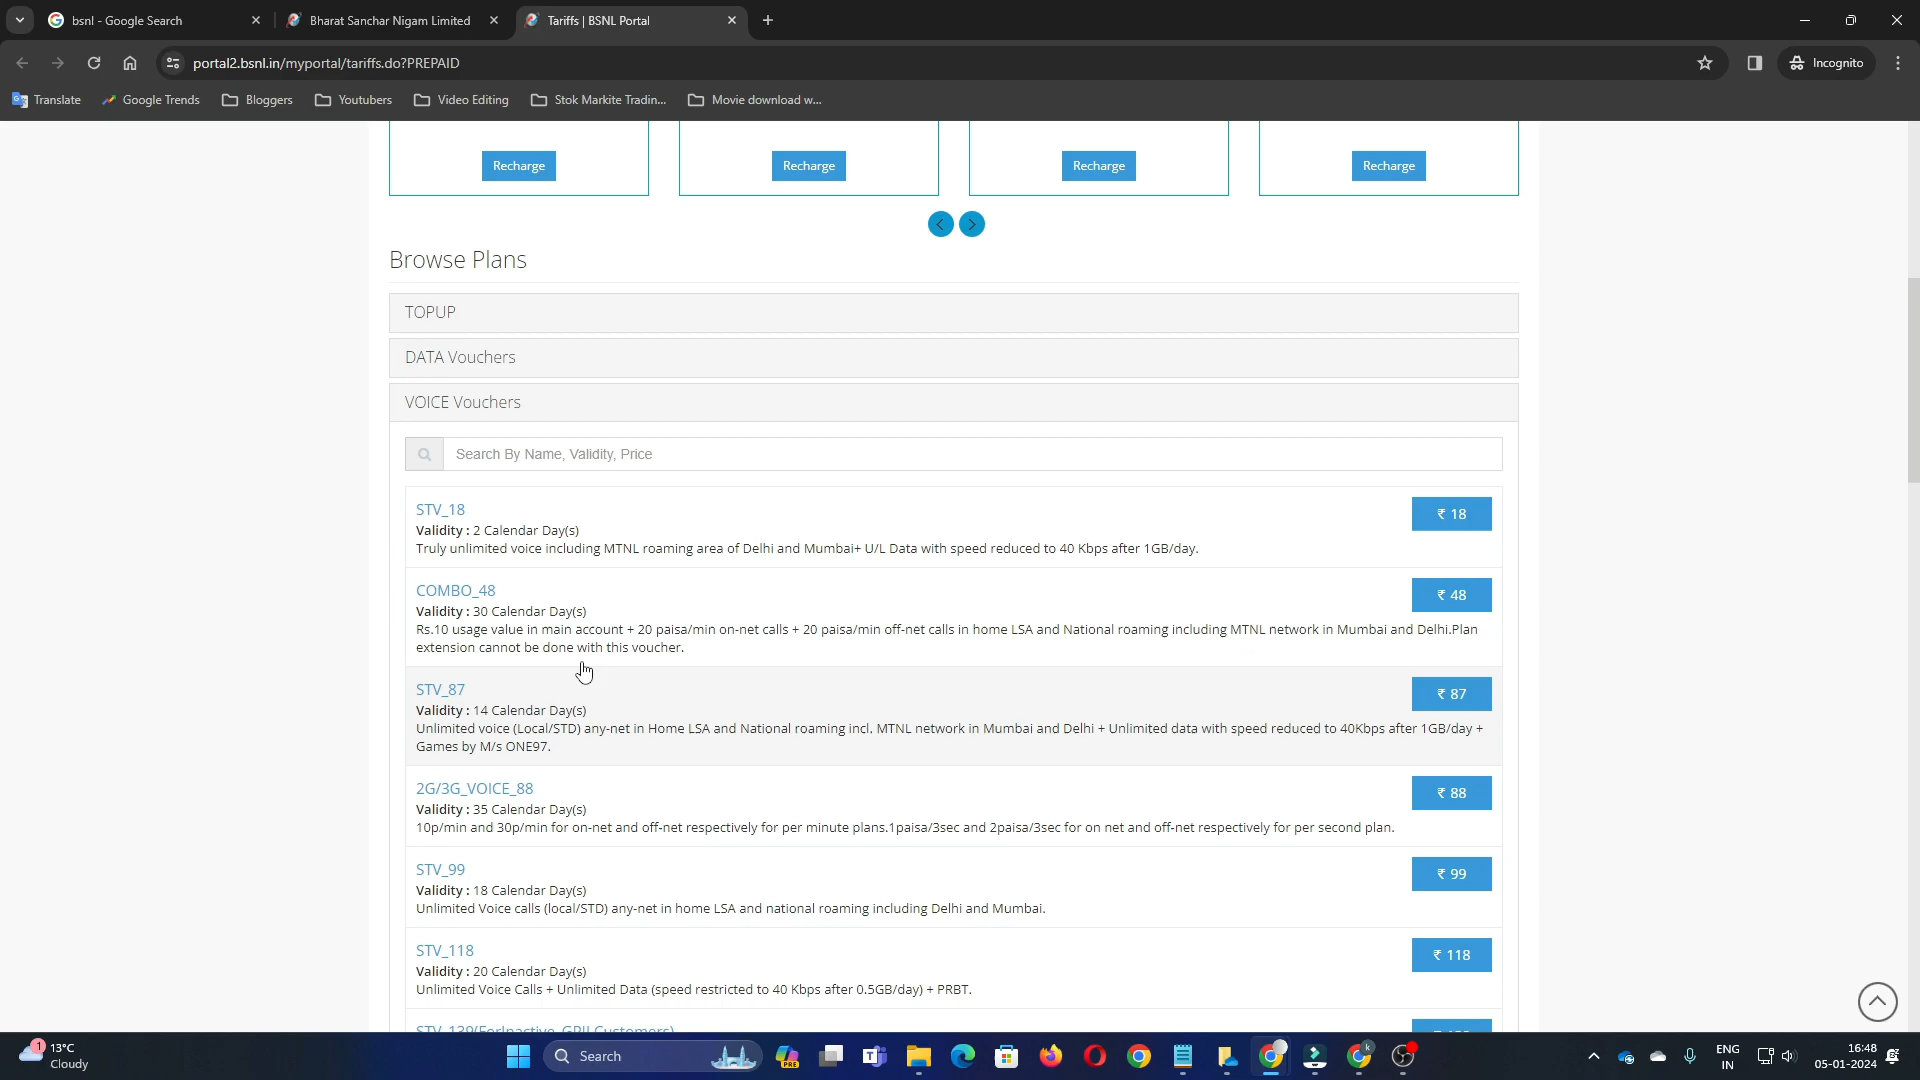 bsnl - Google Search
Bharat Sanchar Nigam Limited
Tariffs | BSNL Portal
portal2.bsnl.in/myportal/tariffs.do?PREPAID
Incognito
Translate
Google Trends
Bloggers
Youtubers
Video Editing
Stok Markite Tradin...
Movie download w...
Recharge
Recharge
Recharge
Recharge
Browse Plans
TOPUP
DATA Vouchers
VOICE Vouchers
Search By Name, Validity, Price
STV_18
₹ 18
Validity : 2 Calendar Day(s)
Truly unlimited voice including MTNL roaming area of Delhi and Mumbai+ U/L Data with speed reduced to 40 Kbps after 1GB/day.
COMBO_48
₹ 48
Validity : 30 Calendar Day(s)
Rs.10 usage value in main account + 20 paisa/min on-net calls + 20 paisa/min off-net calls in home LSA and National roaming including MTNL network in Mumbai and Delhi.Plan
extension cannot be done with this voucher.
STV_87
₹ 87
Validity : 14 Calendar Day(s)
Unlimited voice (Local/STD) any-net in Home LSA and National roaming incl. MTNL network in Mumbai and Delhi + Unlimited data with speed reduced to 40Kbps after 1GB/day +
Games by M/s ONE97.
2G/3G_VOICE_88
₹ 88
Validity : 35 Calendar Day(s)
10p/min and 30p/min for on-net and off-net respectively for per minute plans.1paisa/3sec and 2paisa/3sec for on net and off-net respectively for per second plan.
STV_99
₹ 99
Validity : 18 Calendar Day(s)
Unlimited Voice calls (local/STD) any-net in home LSA and national roaming including Delhi and Mumbai.
STV_118
₹ 118
Validity : 20 Calendar Day(s)
Unlimited Voice Calls + Unlimited Data (speed restricted to 40 Kbps after 0.5GB/day) + PRBT.
STV_139(ForInactive_GPII Customers)
1
13°C
Cloudy
Search
PRE
k
ENG
IN
16:48
05-01-2024